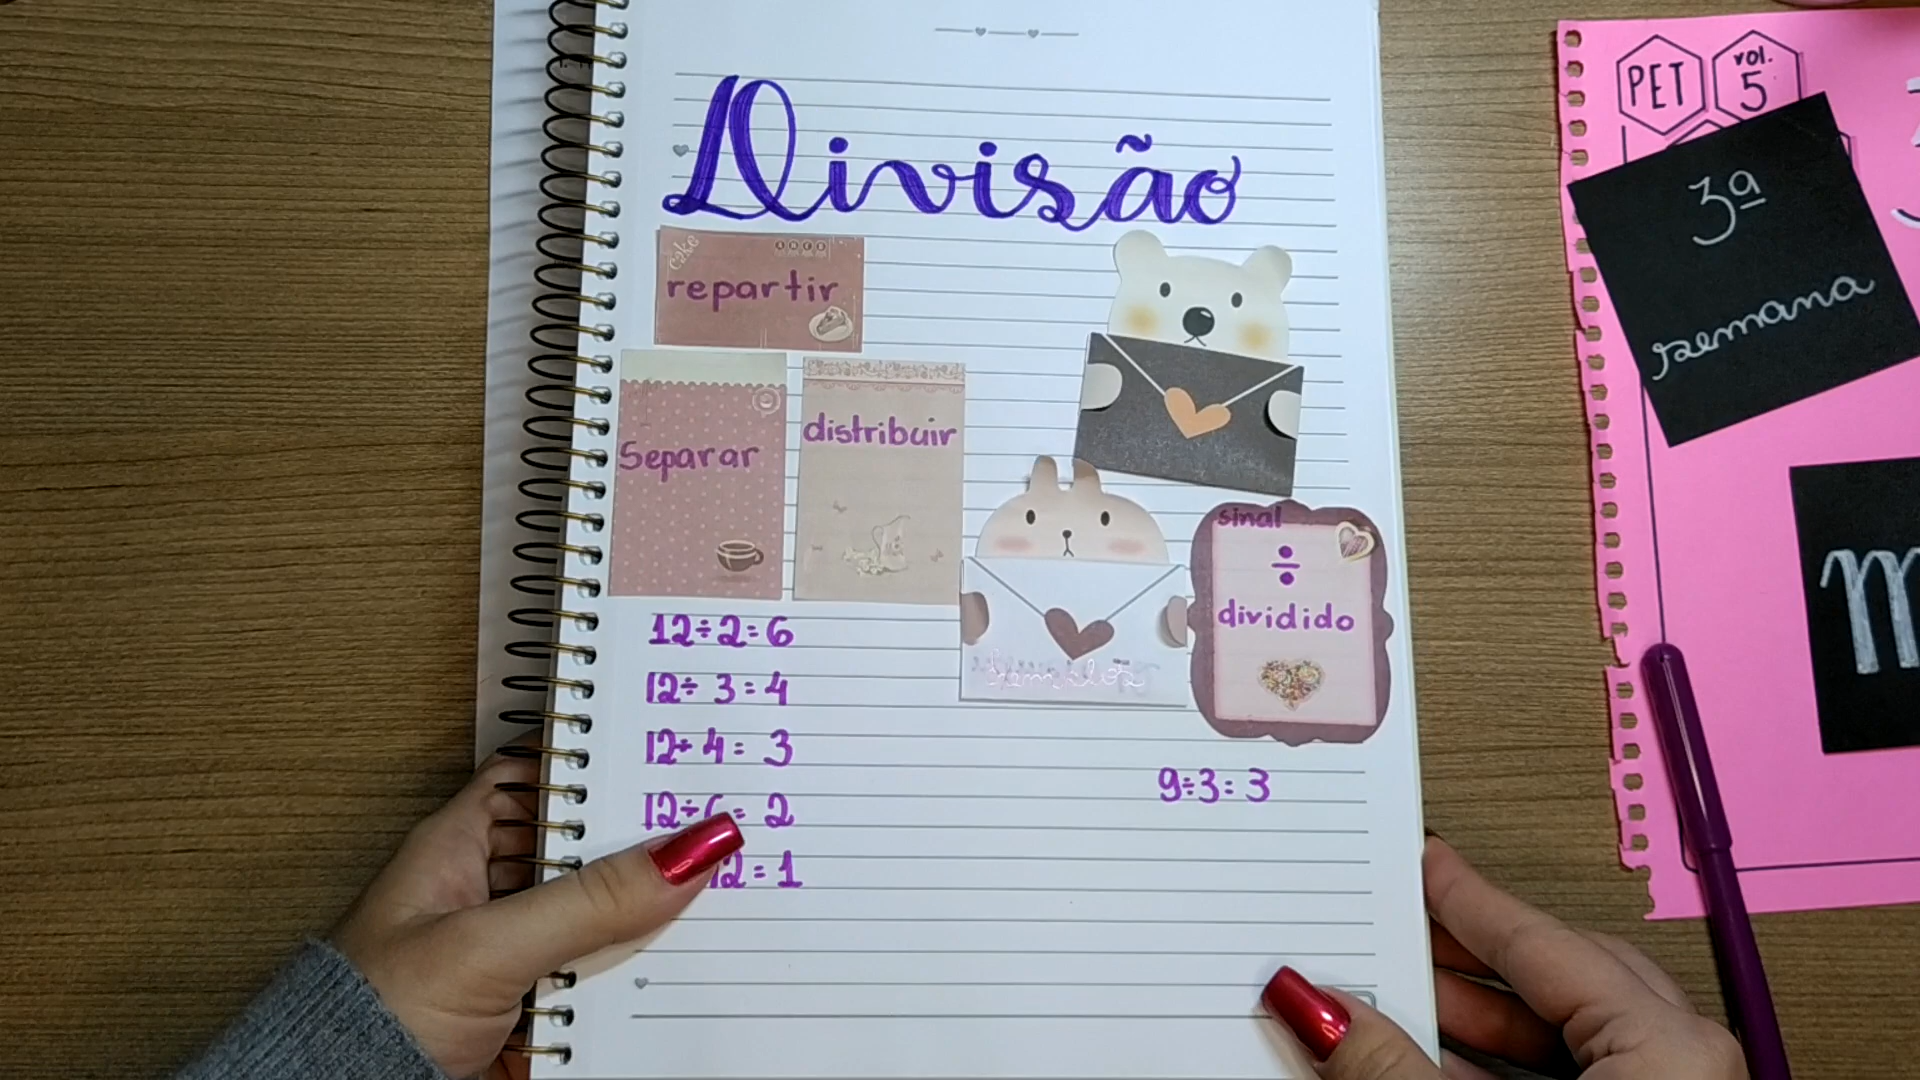 Divisão
repartir
Separar
distribuir
sinal
÷
dividido
12÷2=6
12÷3=4
12÷4=3
12÷6=2
12=1
9÷3=3
PET
vol.
5
3ª
semana